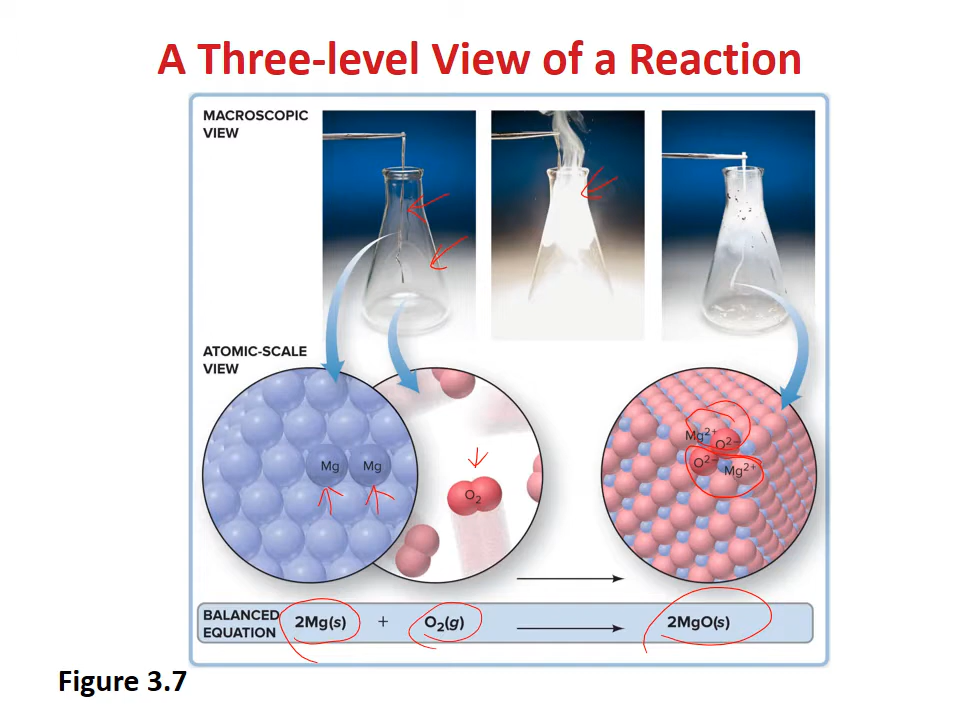 A Three-level View of a Reaction
MACROSCOPIC
VIEW
ATOMIC-SCALE
VIEW
Mg Mg
O₂
Mg²⁺
O²⁻
O²⁻
Mg²⁺
BALANCED
EQUATION
2Mg(s) + O₂(g) 2MgO(s)
Figure 3.7